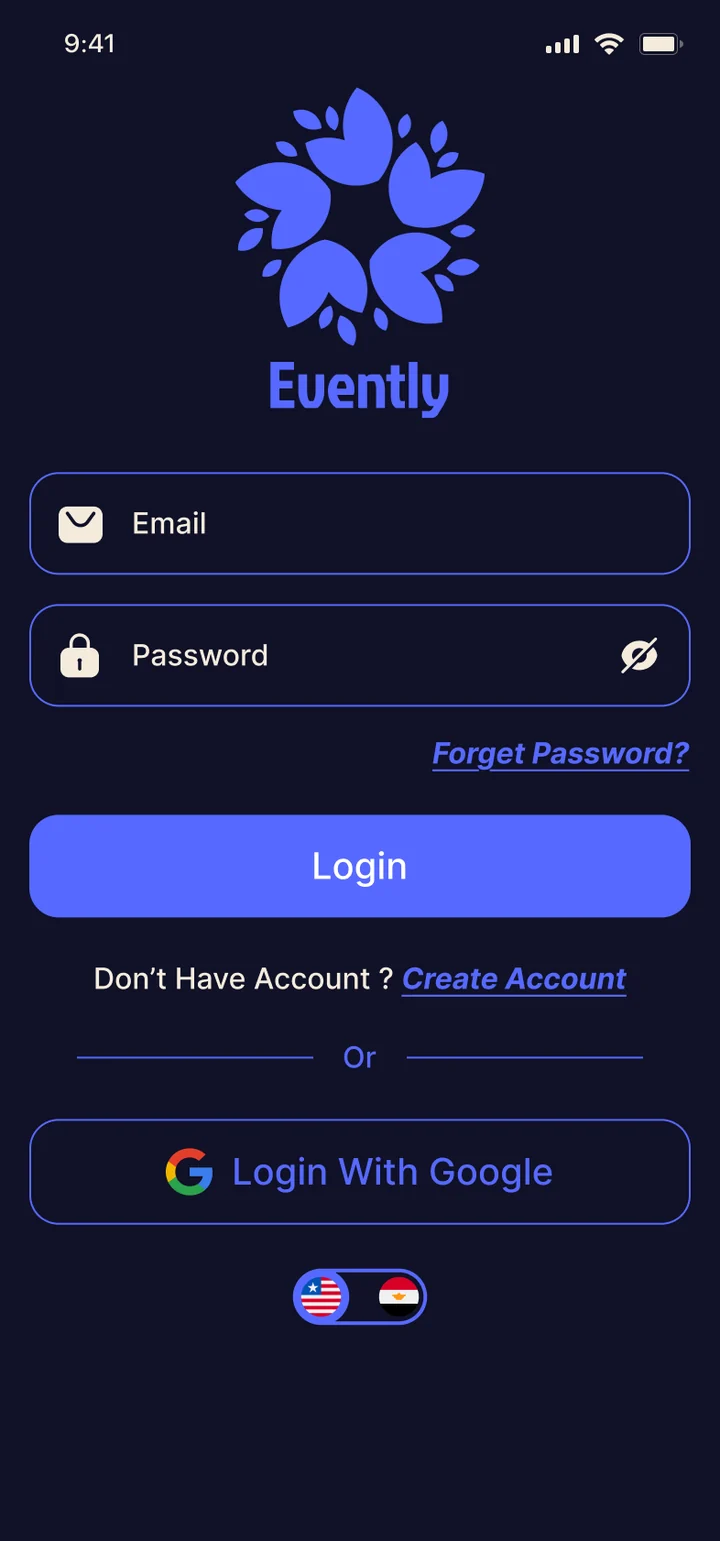 9:41
Evently
Email
Password
Forget Password?
Login
Don’t Have Account ? Create Account
Or
Login With Google